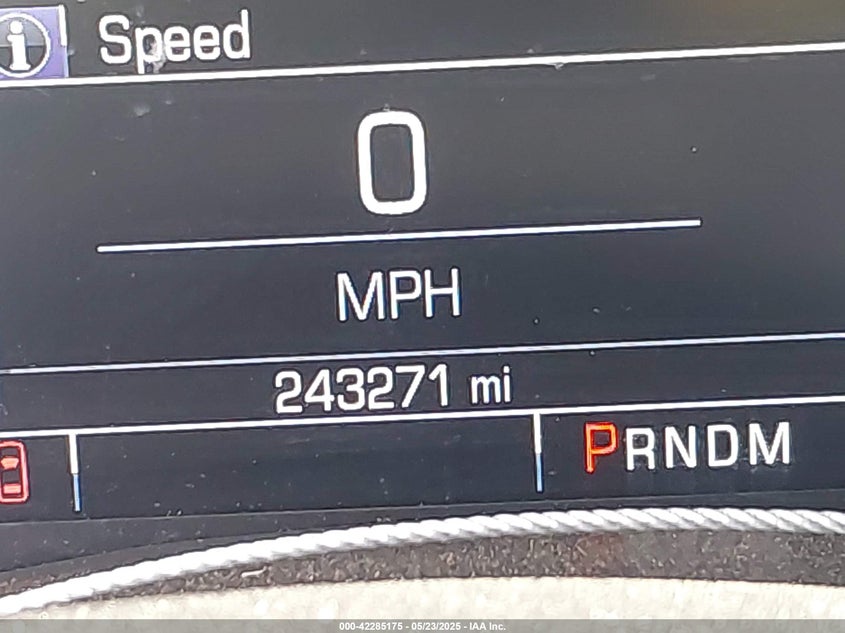 i Speed
0
MPH
243271 mi
PRNDM
000-42285175 - 05/23/2025 - IAA Inc.